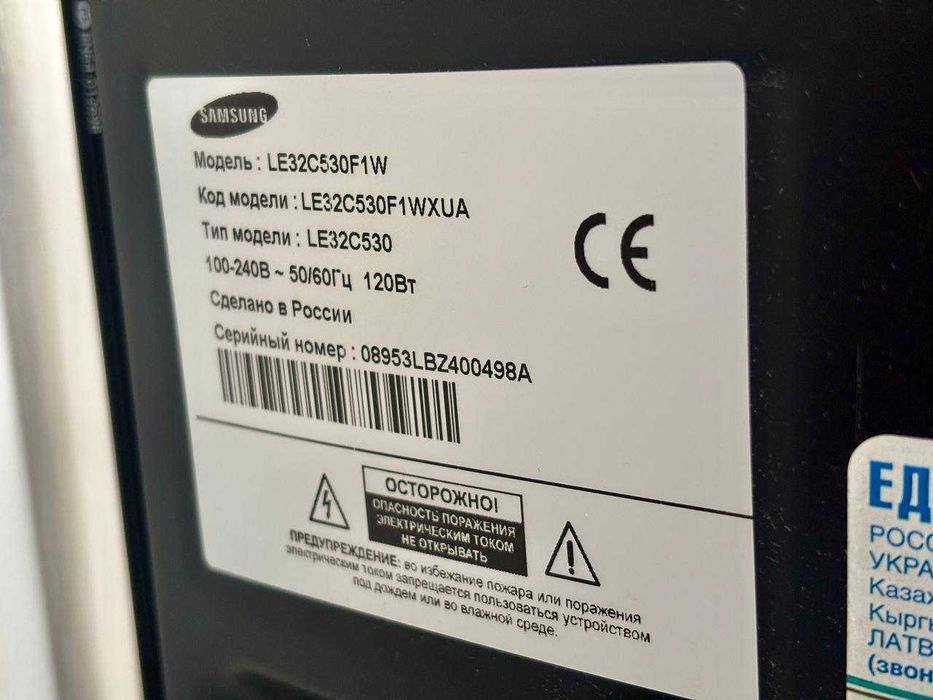 SAMSUNG
Модель : LE32C530F1W
Код модели : LE32C530F1WXUA
Тип модели : LE32C530
100-240В ~ 50/60Гц 120Вт
Сделано в России
Серийный номер : 08953LBZ400498A
CE
ОСТОРОЖНО!
ОПАСНОСТЬ ПОРАЖЕНИЯ
ЭЛЕКТРИЧЕСКИМ ТОКОМ
НЕ ОТКРЫВАТЬ
ПРЕДУПРЕЖДЕНИЕ: во избежание пожара или поражения
электрическим током запрещается пользоваться устройством
под дождем или во влажной среде.
ЕД
РОСС
УКРА
Казах
Кыргы
ЛАТВ
(звон